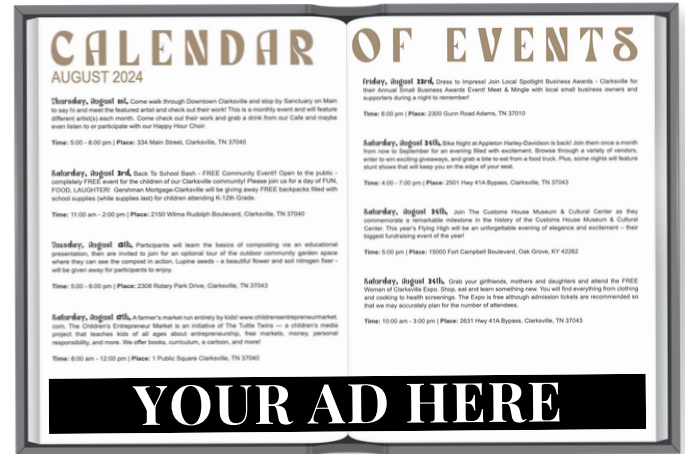 CALENDAR OF EVENTS
AUGUST 2024
Thursday, August 1st, Come walk through Downtown Clarksville and stop by Sanctuary on Main
to say hi and meet the featured artist and check out their work! This is a monthly event and will feature
different artist(s) each month. Come check out their work and grab a drink from our Cafe and maybe
even listen to or participate with our Happy Hour Choir.
Time: 5:00 - 8:00 pm | Place: 334 Main Street, Clarksville, TN 37040
Saturday, August 3rd, Back To School Bash - FREE Community Event!! Open to the public -
completely FREE event for the children of our Clarksville community! Please join us for a day of FUN,
FOOD, LAUGHTER! Gershman Mortgage-Clarksville will be giving away FREE backpacks filled with
school supplies (while supplies last) for children attending K-12th Grade.
Time: 11:00 am - 2:00 pm | Place: 2150 Wilma Rudolph Boulevard, Clarksville, TN 37040
Tuesday, August 13th, Participants will learn the basics of composting via an educational
presentation, then are invited to join for an optional tour of the outdoor community garden space
where they can see the compost in action. Lupine seeds - a beautiful flower and soil nitrogen fixer -
will be given away for participants to enjoy.
Time: 5:00 - 6:00 pm | Place: 2308 Rotary Park Drive, Clarksville, TN 37043
Saturday, August 17th, A farmer's market run entirely by kids! www.childrensentrepreneurmarket.
com. The Children's Entrepreneur Market is an initiative of The Tuttle Twins — a children's media
project that teaches kids of all ages about entrepreneurship, free markets, money, personal
responsibility, and more. We offer books, curriculum, a cartoon, and more!
Time: 8:00 am - 12:00 pm | Place: 1 Public Square Clarksville, TN 37040
Friday, August 23rd, Dress to Impress! Join Local Spotlight Business Awards - Clarksville for
their Annual Small Business Awards Event! Meet & Mingle with local small business owners and
supporters during a night to remember!
Time: 6:00 pm | Place: 2300 Gunn Road Adams, TN 37010
Saturday, August 24th, Bike Night at Appleton Harley-Davidson is back! Join them once a month
from now to September for an evening filled with excitement. Browse through a variety of vendors,
enter to win exciting giveaways, and grab a bite to eat from a food truck. Plus, some nights will feature
stunt shows that will keep you on the edge of your seat.
Time: 4:00 - 7:00 pm | Place: 2501 Hwy 41A Bypass, Clarksville, TN 37043
Saturday, August 24th, Join The Customs House Museum & Cultural Center as they
commemorate a remarkable milestone in the history of the Customs House Museum & Cultural
Center. This year's Flying High will be an unforgettable evening of elegance and excitement – their
biggest fundraising event of the year!
Time: 5:00 pm | Place: 15000 Fort Campbell Boulevard, Oak Grove, KY 42262
Saturday, August 24th, Grab your girlfriends, mothers and daughters and attend the FREE
Women of Clarksville Expo. Shop, eat and learn something new. You will find everything from clothing
and cooking to health screenings. The Expo is free although admission tickets are recommended so
that we may accurately plan for the number of attendees.
Time: 10:00 am - 3:00 pm | Place: 2631 Hwy 41A Bypass, Clarksville, TN 37043
YOUR AD HERE